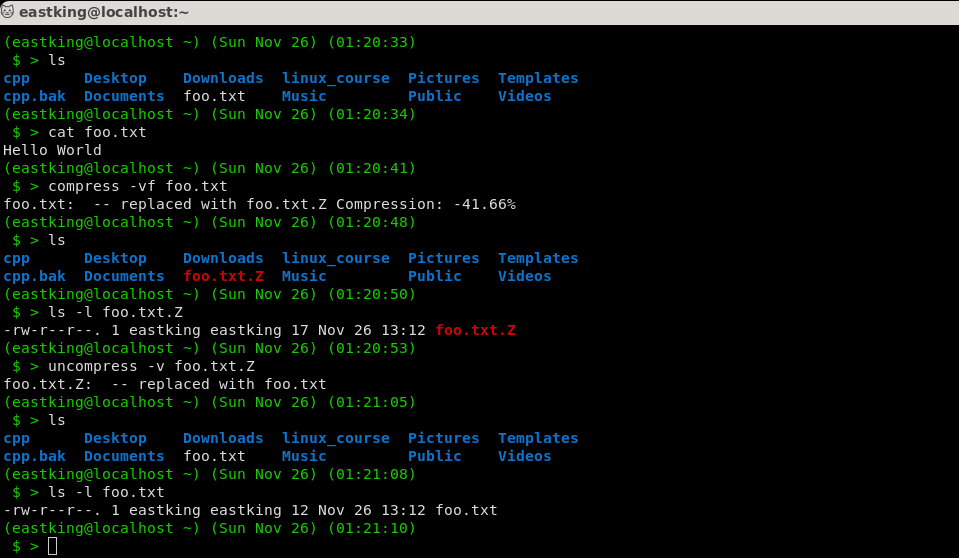 eastking@localhost:~
(eastking@localhost ~) (Sun Nov 26) (01:20:33)
$ > ls
cpp Desktop Downloads linux_course Pictures Templates
cpp.bak Documents foo.txt Music Public Videos
(eastking@localhost ~) (Sun Nov 26) (01:20:34)
$ > cat foo.txt
Hello World
(eastking@localhost ~) (Sun Nov 26) (01:20:41)
$ > compress -vf foo.txt
foo.txt:  -- replaced with foo.txt.Z Compression: -41.66%
(eastking@localhost ~) (Sun Nov 26) (01:20:48)
$ > ls
cpp Desktop Downloads linux_course Pictures Templates
cpp.bak Documents foo.txt.Z Music Public Videos
(eastking@localhost ~) (Sun Nov 26) (01:20:50)
$ > ls -l foo.txt.Z
-rw-r--r--. 1 eastking eastking 17 Nov 26 13:12 foo.txt.Z
(eastking@localhost ~) (Sun Nov 26) (01:20:53)
$ > uncompress -v foo.txt.Z
foo.txt.Z:  -- replaced with foo.txt
(eastking@localhost ~) (Sun Nov 26) (01:21:05)
$ > ls
cpp Desktop Downloads linux_course Pictures Templates
cpp.bak Documents foo.txt Music Public Videos
(eastking@localhost ~) (Sun Nov 26) (01:21:08)
$ > ls -l foo.txt
-rw-r--r--. 1 eastking eastking 12 Nov 26 13:12 foo.txt
(eastking@localhost ~) (Sun Nov 26) (01:21:10)
$ >